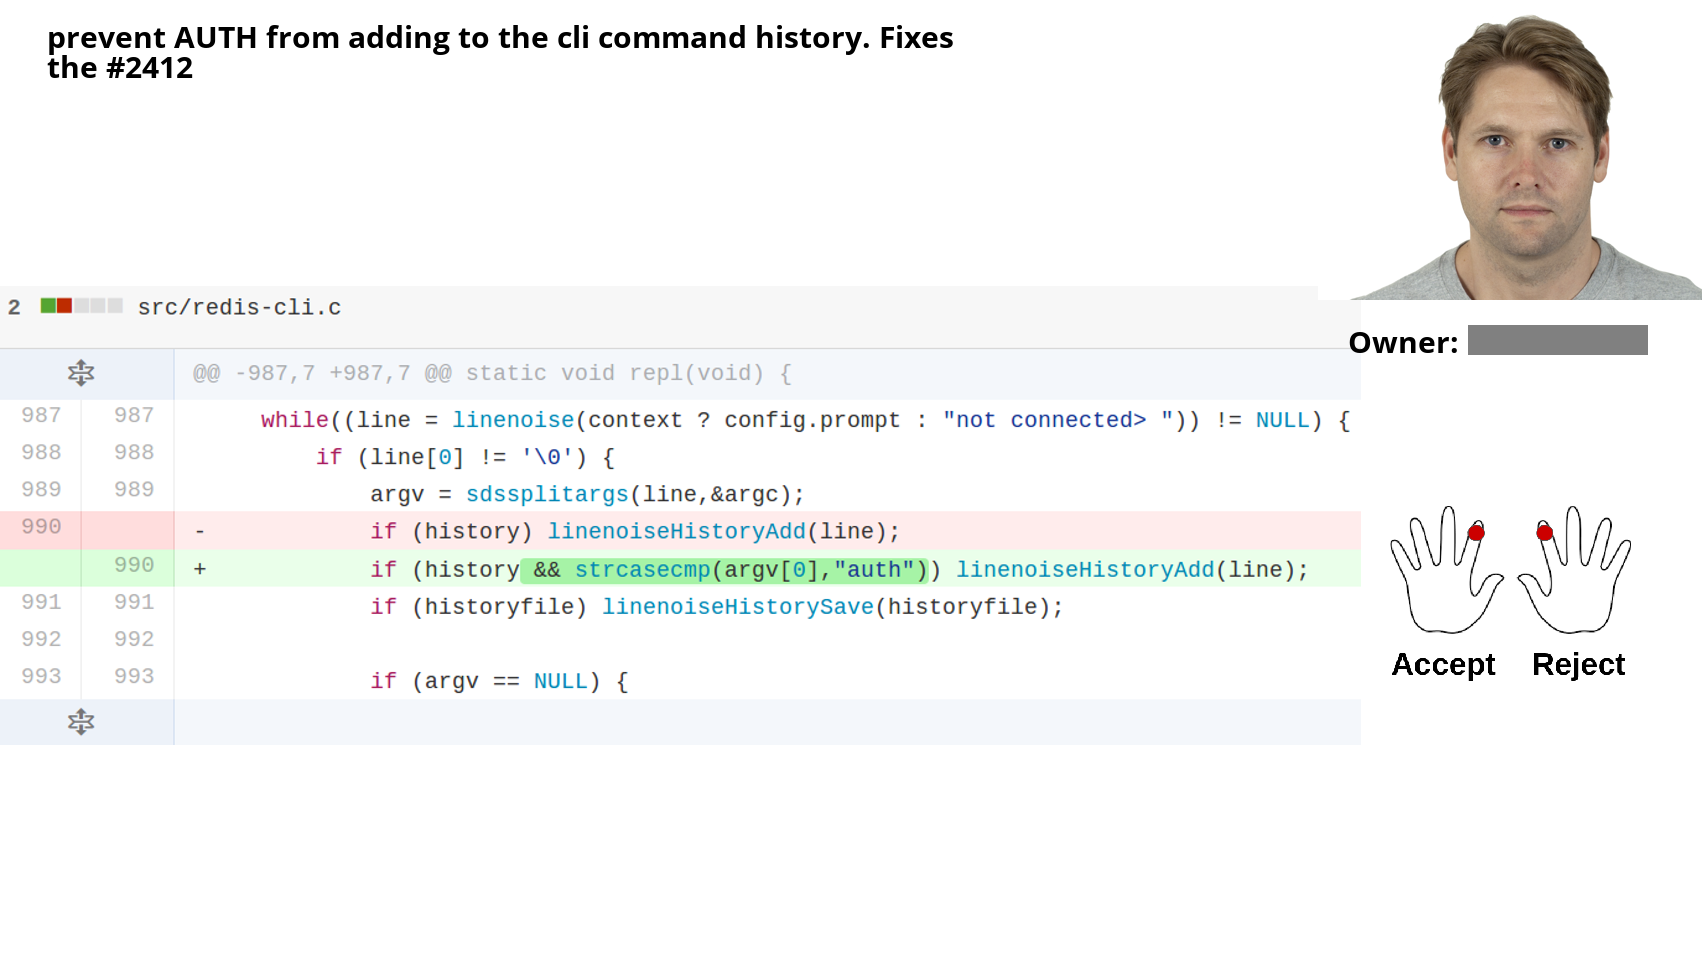 prevent AUTH from adding to the cli command history. Fixes
the #2412
2 src/redis-cli.c
Owner:
@@ -987,7 +987,7 @@ static void repl(void) {
987 987 while((line = linenoise(context ? config.prompt : "not connected> ")) != NULL) {
988 988 if (line[0] != '\0') {
989 989 argv = sdssplitargs(line,&argc);
990 - if (history) linenoiseHistoryAdd(line);
990 + if (history && strcasecmp(argv[0],"auth")) linenoiseHistoryAdd(line);
991 991 if (historyfile) linenoiseHistorySave(historyfile);
992 992
993 993 if (argv == NULL) {
Accept Reject